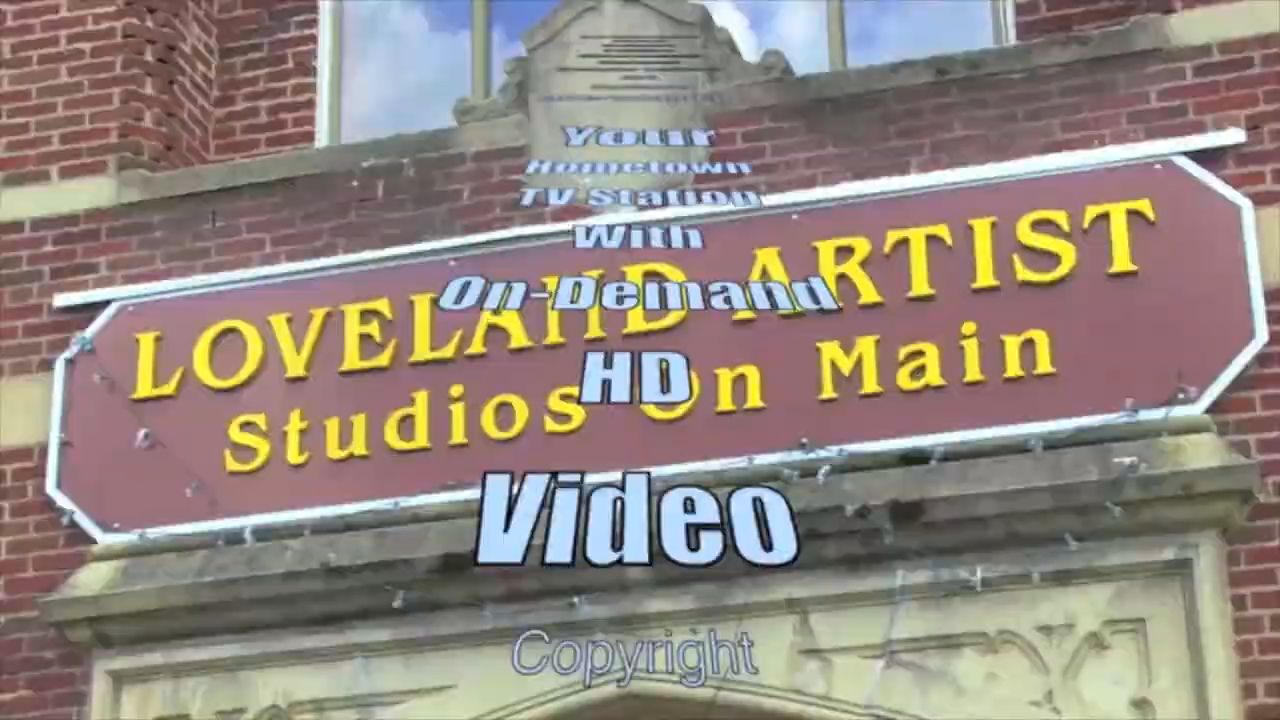 Your
Hometown
TV Station
With
On-Demand
HD
Video
Copyright
LOVELAND ARTIST
Studios On Main